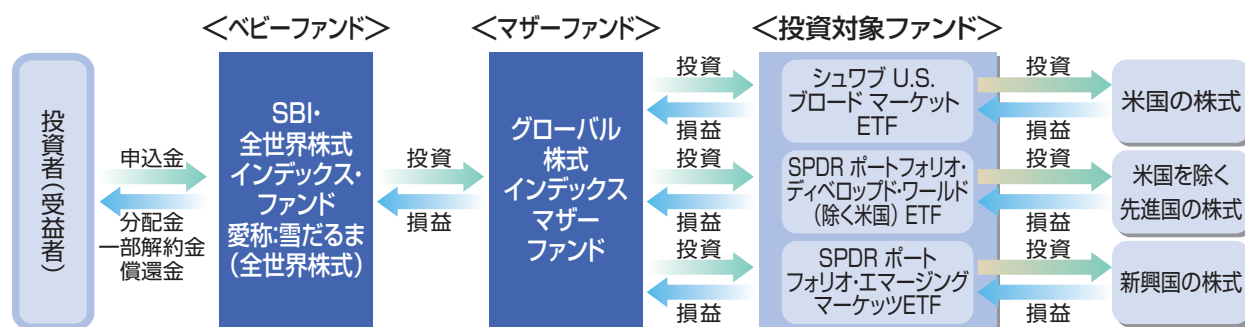 <ベビーファンド>
<マザーファンド>
<投資対象ファンド>
投資者(受益者)
申込金
分配金
一部解約金
償還金
SBI・
全世界株式
インデックス・
ファンド
愛称:雪だるま
(全世界株式)
投資
損益
グローバル
株式
インデックス
マザー
ファンド
投資
損益
シュワブ U.S.
ブロード マーケット
ETF
投資
損益
米国の株式
投資
損益
SPDR ポートフォリオ・
ディベロップド・ワールド
(除く米国) ETF
投資
損益
米国を除く
先進国の株式
投資
損益
SPDR ポート
フォリオ・エマージング
マーケッツETF
投資
損益
新興国の株式